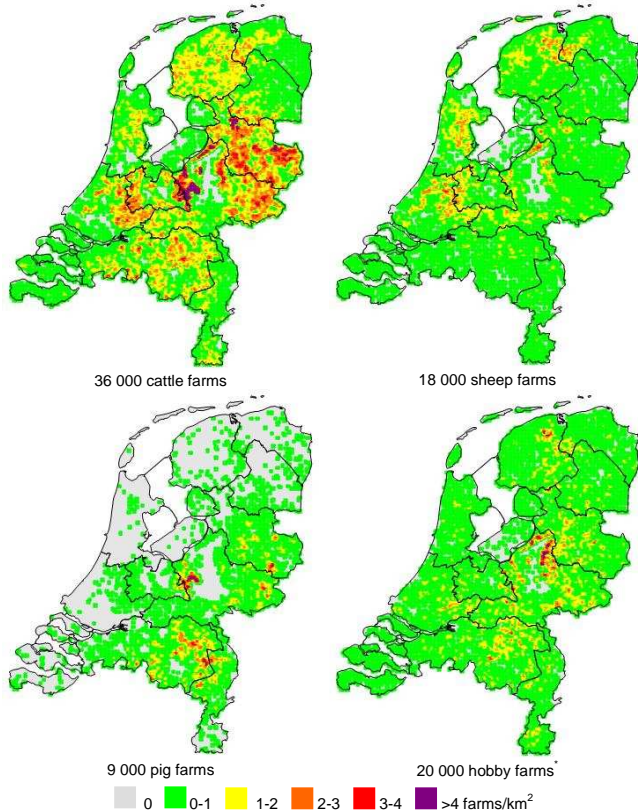 36 000 cattle farms
18 000 sheep farms
9 000 pig farms
20 000 hobby farms*
0 0-1 1-2 2-3 3-4 >4 farms/km²